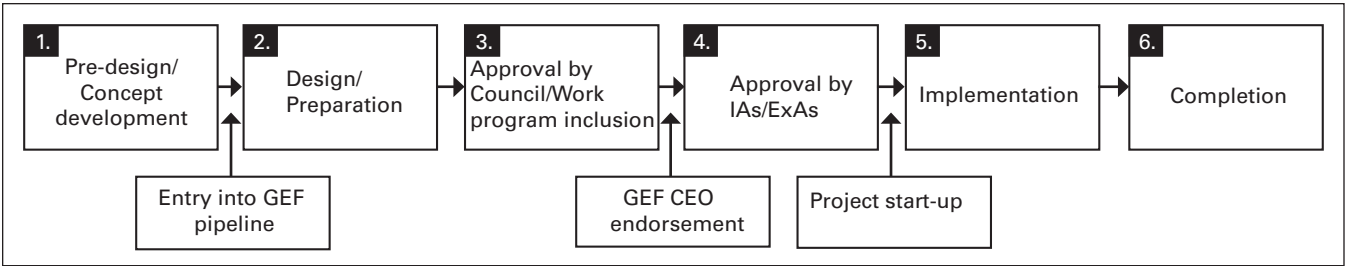 1.
Pre-design/
Concept
development
2.
Design/
Preparation
3.
Approval by
Council/Work
program inclusion
4.
Approval by
IAs/ExAs
5.
Implementation
6.
Completion
Entry into GEF
pipeline
GEF CEO
endorsement
Project start-up